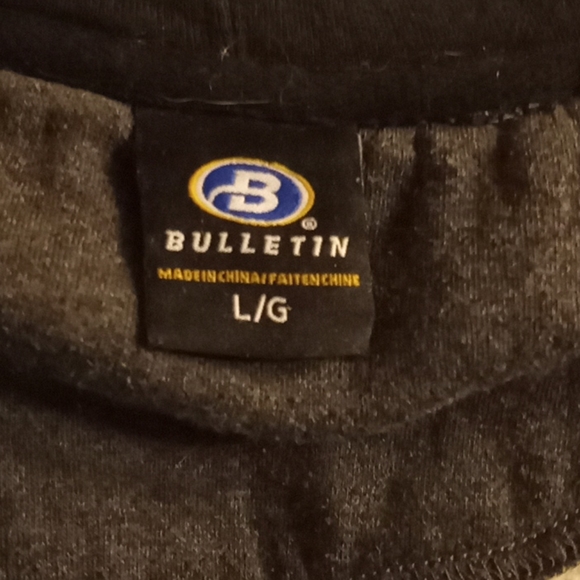 B
®
BULLETIN
MADE IN CHINA/FAIT EN CHINE
L/G